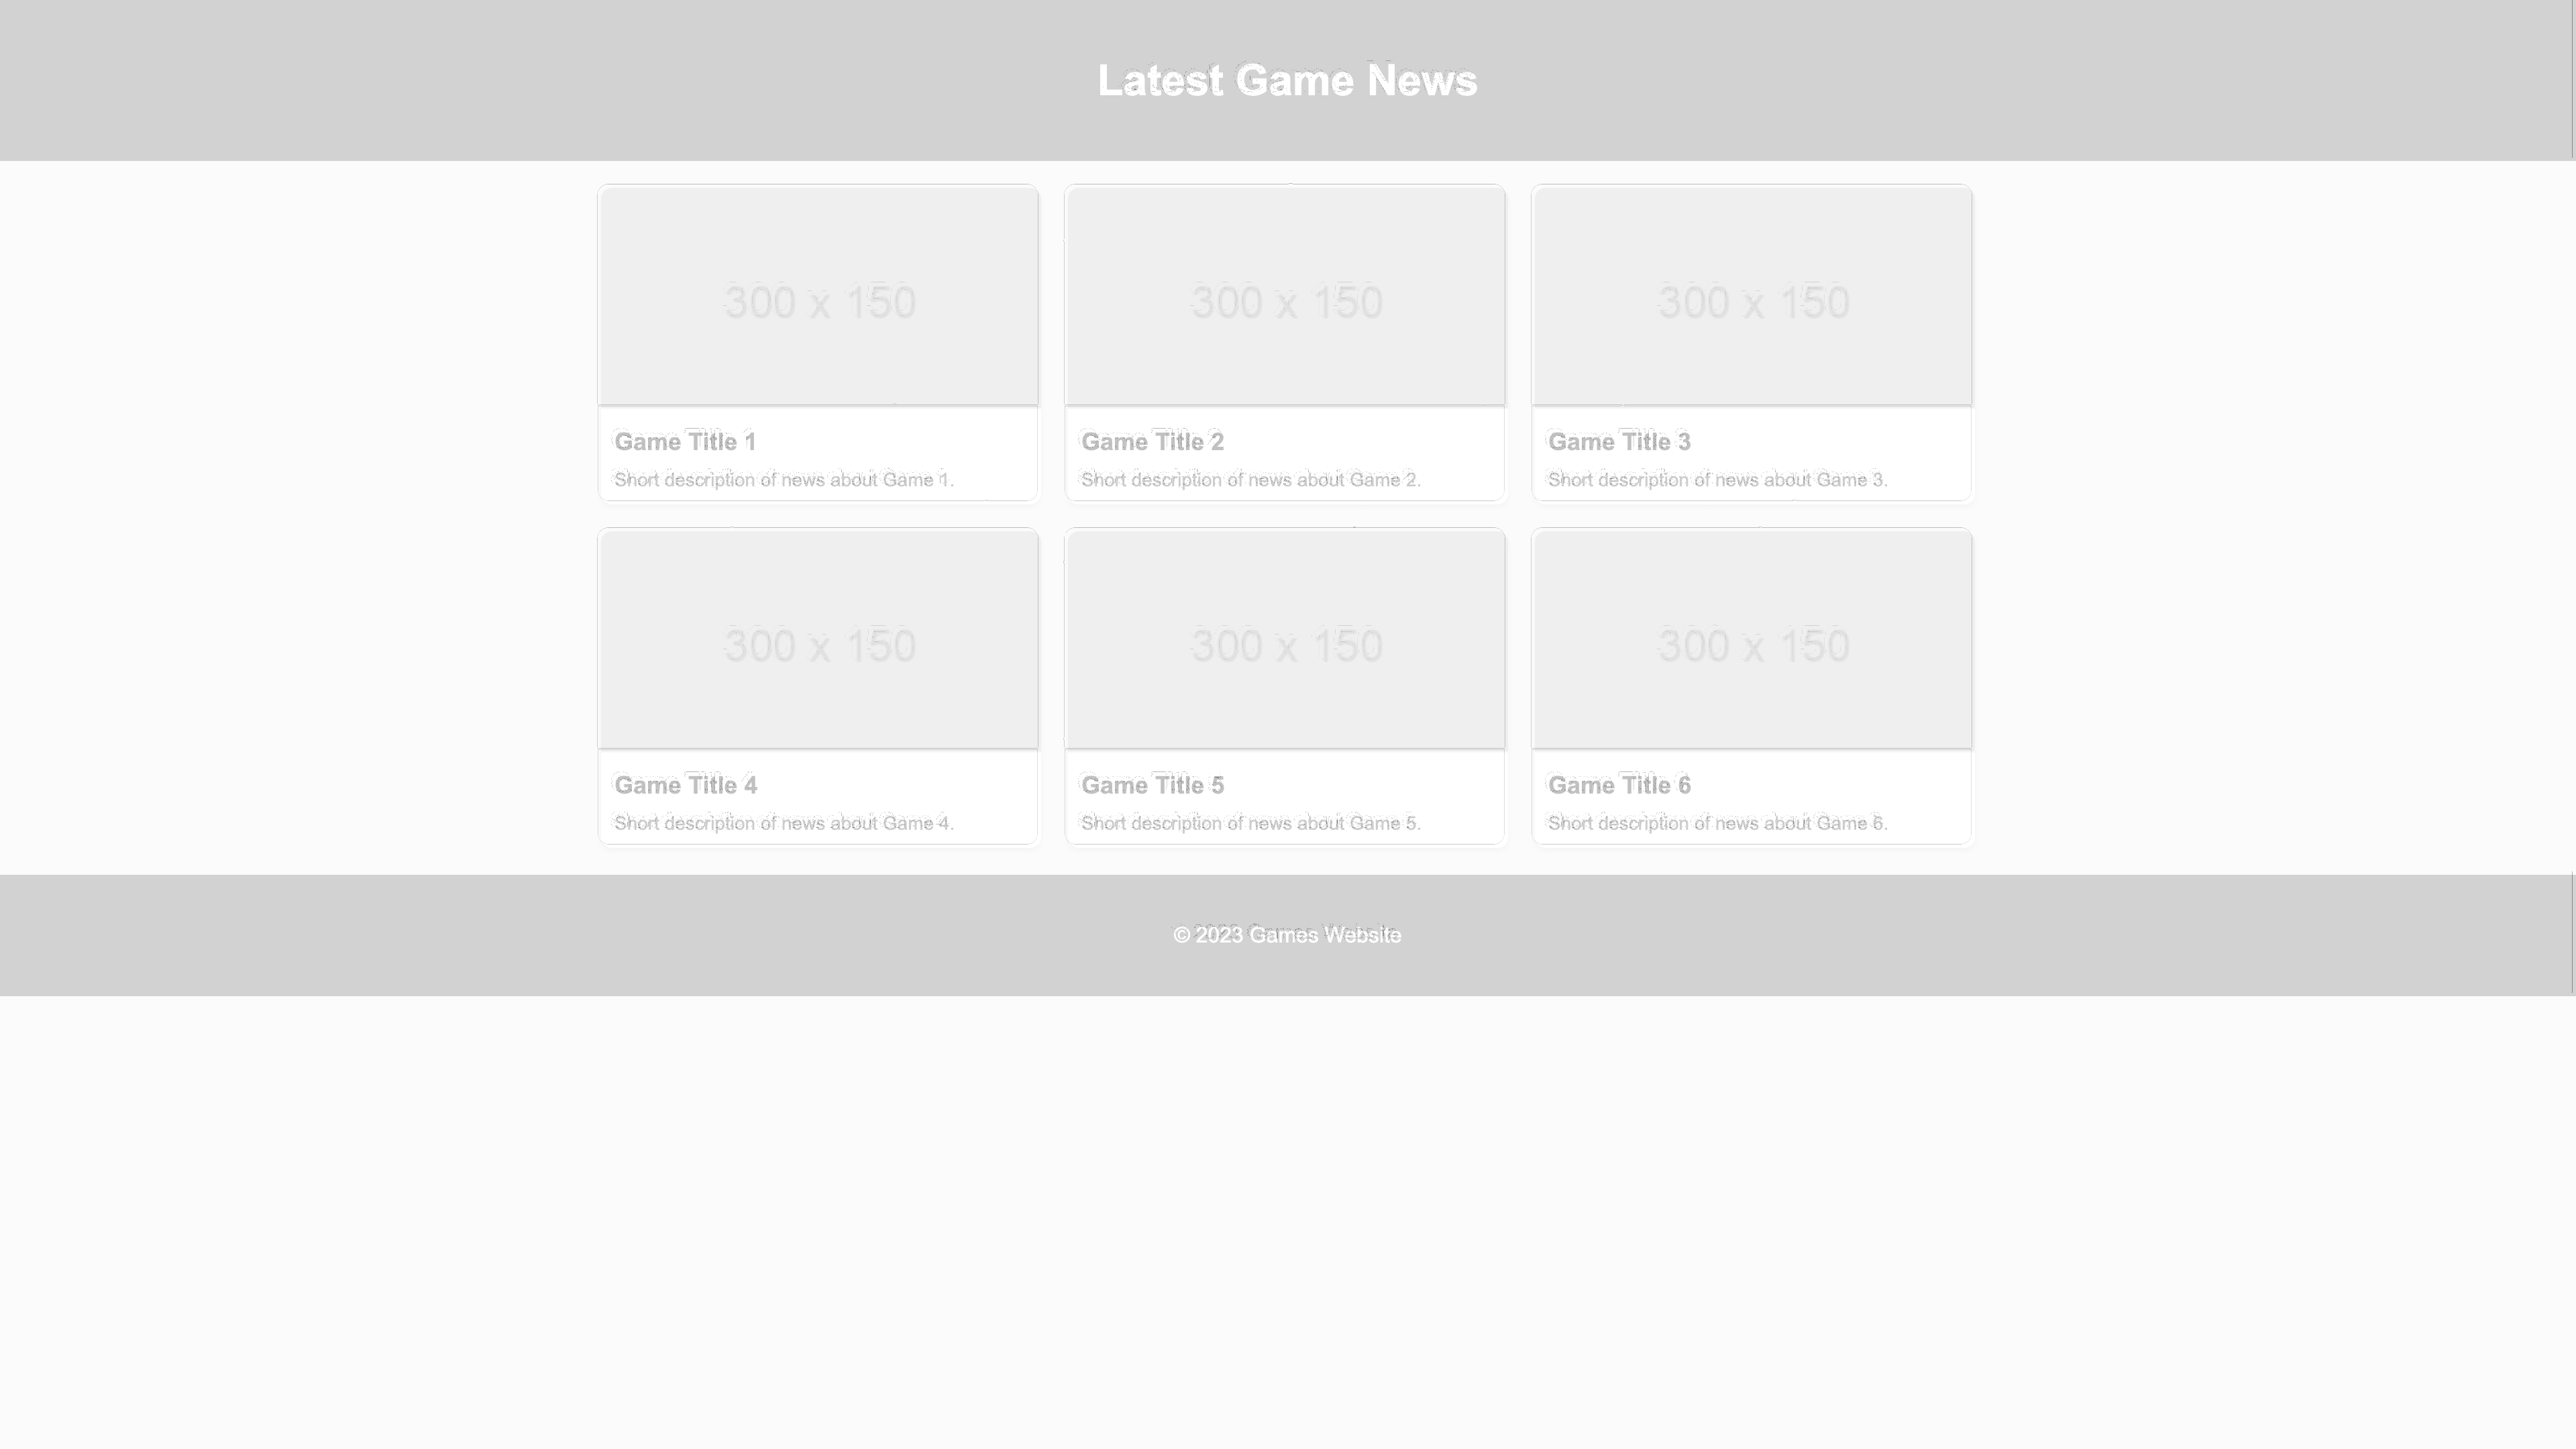 Latest Game News
300 x 150
300 x 150
300 x 150
Game Title 1
Short description of news about Game 1.
Game Title 2
Short description of news about Game 2.
Game Title 3
Short description of news about Game 3.
300 x 150
300 x 150
300 x 150
Game Title 4
Short description of news about Game 4.
Game Title 5
Short description of news about Game 5.
Game Title 6
Short description of news about Game 6.
© 2023 Games Website